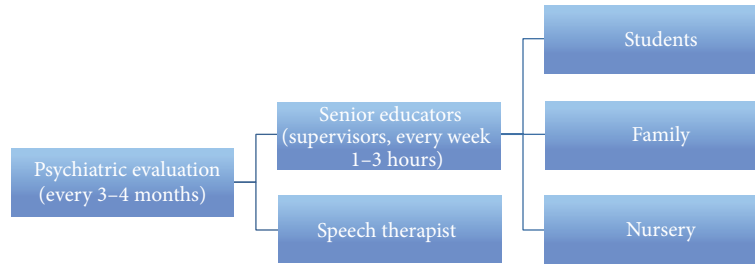 Psychiatric evaluation
(every 3–4 months)
Senior educators
(supervisors, every week
1–3 hours)
Speech therapist
Students
Family
Nursery